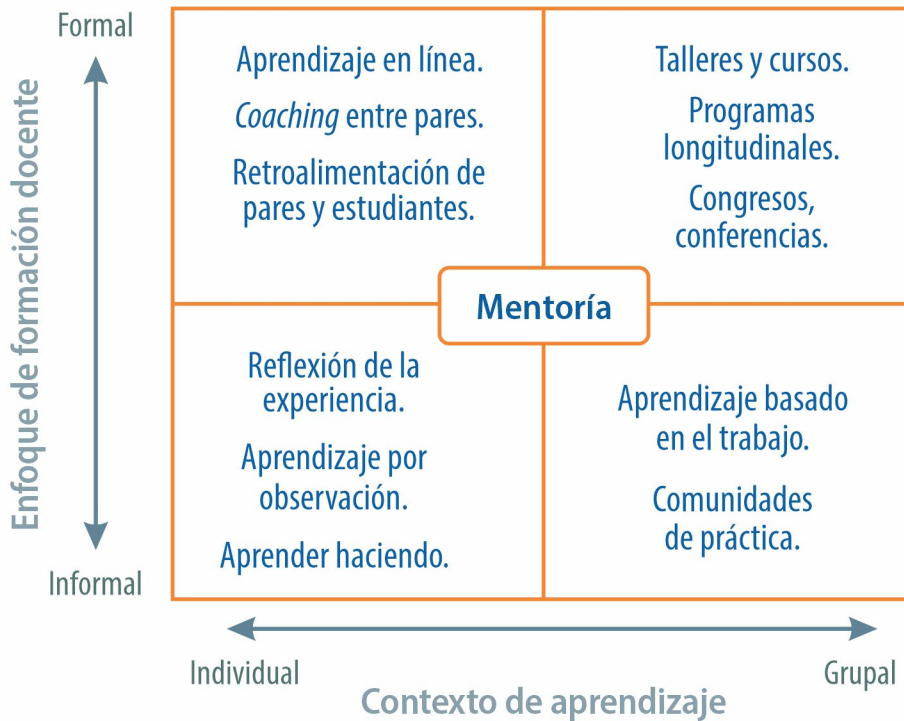 Formal
Enfoque de formación docente
Informal
Aprendizaje en línea.
Coaching entre pares.
Retroalimentación de
pares y estudiantes.
Talleres y cursos.
Programas
longitudinales.
Congresos,
conferencias.
Mentoría
Reflexión de la
experiencia.
Aprendizaje por
observación.
Aprender haciendo.
Aprendizaje basado
en el trabajo.
Comunidades
de práctica.
Individual
Grupal
Contexto de aprendizaje